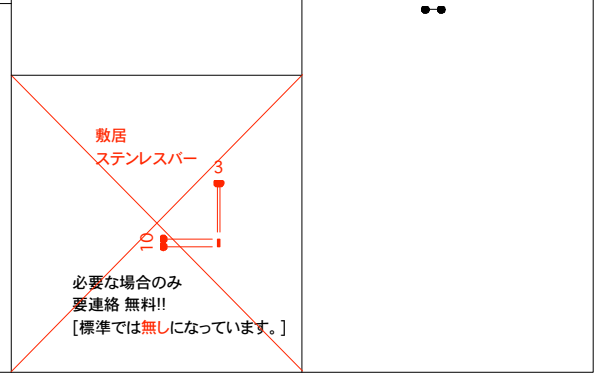 敷居
ステンレスバー
3
10
必要な場合のみ
要連絡 無料!!
[標準では無しになっています。]